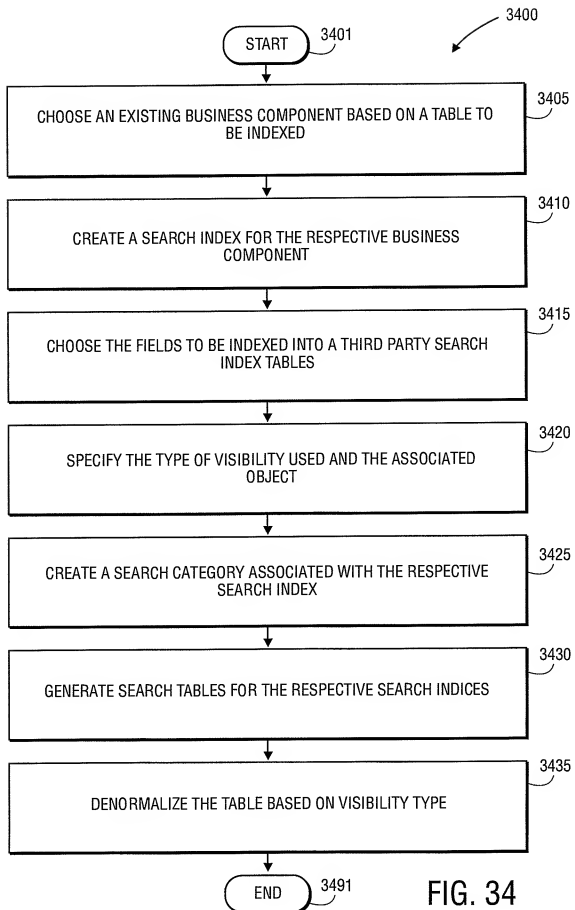 3400
START
3401
3405
CHOOSE AN EXISTING BUSINESS COMPONENT BASED ON A TABLE TO
BE INDEXED
3410
CREATE A SEARCH INDEX FOR THE RESPECTIVE BUSINESS
COMPONENT
3415
CHOOSE THE FIELDS TO BE INDEXED INTO A THIRD PARTY SEARCH
INDEX TABLES
3420
SPECIFY THE TYPE OF VISIBILITY USED AND THE ASSOCIATED
OBJECT
3425
CREATE A SEARCH CATEGORY ASSOCIATED WITH THE RESPECTIVE
SEARCH INDEX
3430
GENERATE SEARCH TABLES FOR THE RESPECTIVE SEARCH INDICES
3435
DENORMALIZE THE TABLE BASED ON VISIBILITY TYPE
END
3491
FIG. 34